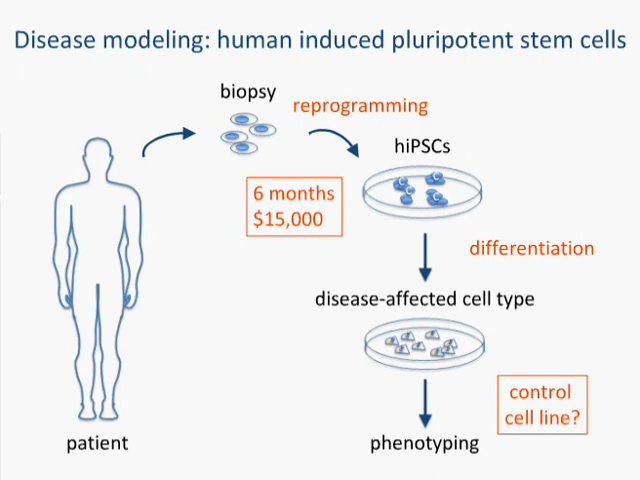 Disease modeling: human induced pluripotent stem cells
biopsy
reprogramming
hiPSCs
6 months
$15,000
differentiation
disease-affected cell type
control
cell line?
patient
phenotyping